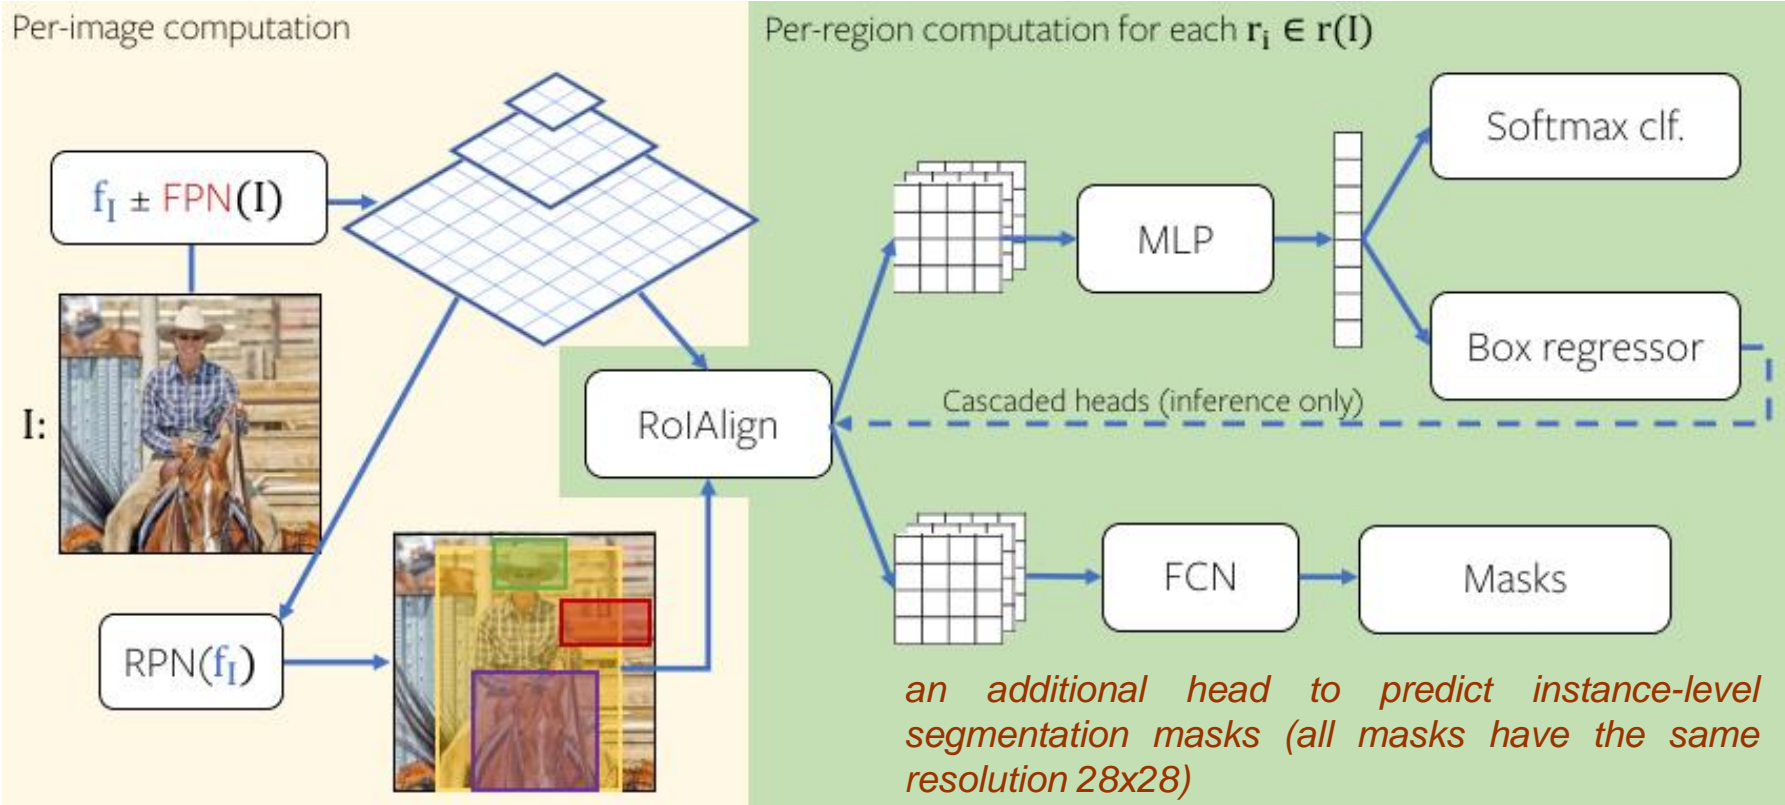 Per-image computation
Per-region computation for each rᵢ ∈ r(I)
f_I ± FPN(I)
I:
RPN(f_I)
RoIAlign
MLP
Softmax clf.
Box regressor
Cascaded heads (inference only)
FCN
Masks
an additional head to predict instance-level
segmentation masks (all masks have the same
resolution 28x28)